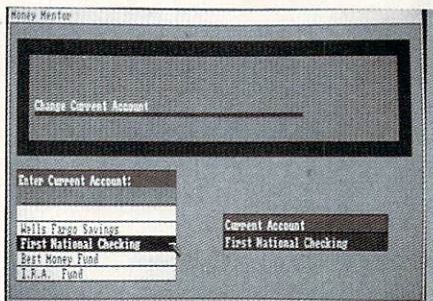 Money Mentor
Change Current Account
Enter Current Account:
Wells Fargo Savings
First National Checking
Best Money Fund
I.R.A. Fund
Current Account
First National Checking